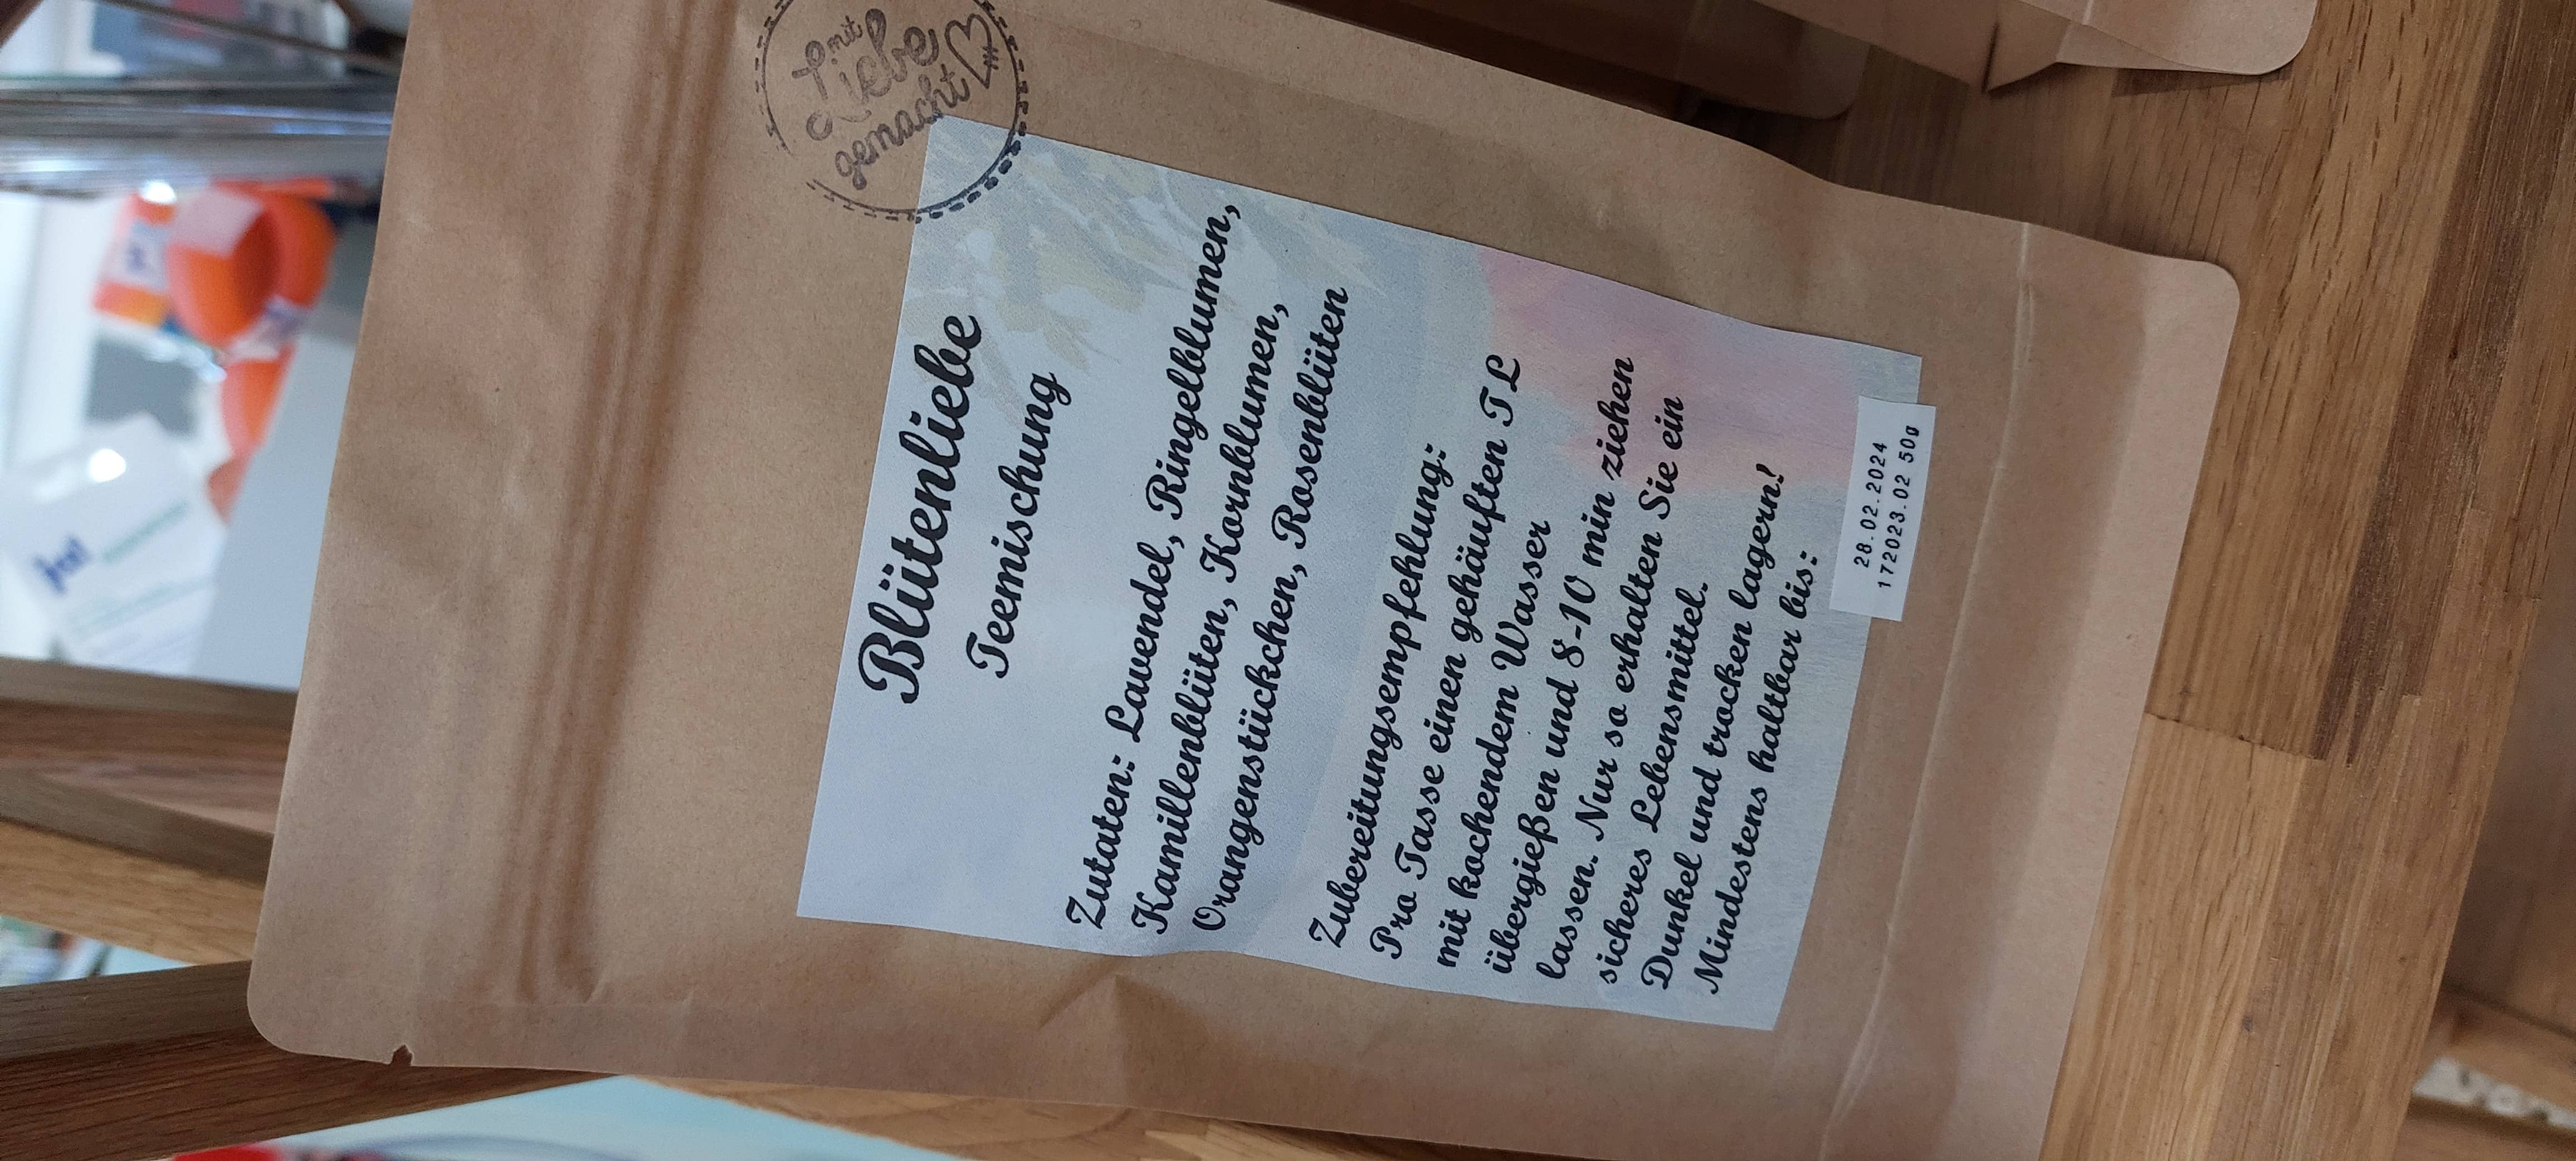 mit
Liebe
gemacht
Blütenliebe
Teemischung
Zutaten: Lavendel, Ringelblumen,
Kamillenblüten, Kornblumen,
Orangenstückchen, Rosenblüten
Zubereitungsempfehlung:
Pro Tasse einen gehäuften TL
mit kochendem Wasser
übergießen und 8-10 min ziehen
lassen. Nur so erhalten Sie ein
sicheres Lebensmittel.
Dunkel und trocken lagern!
Mindestens haltbar bis:
28.02.2024
172023.02 50g